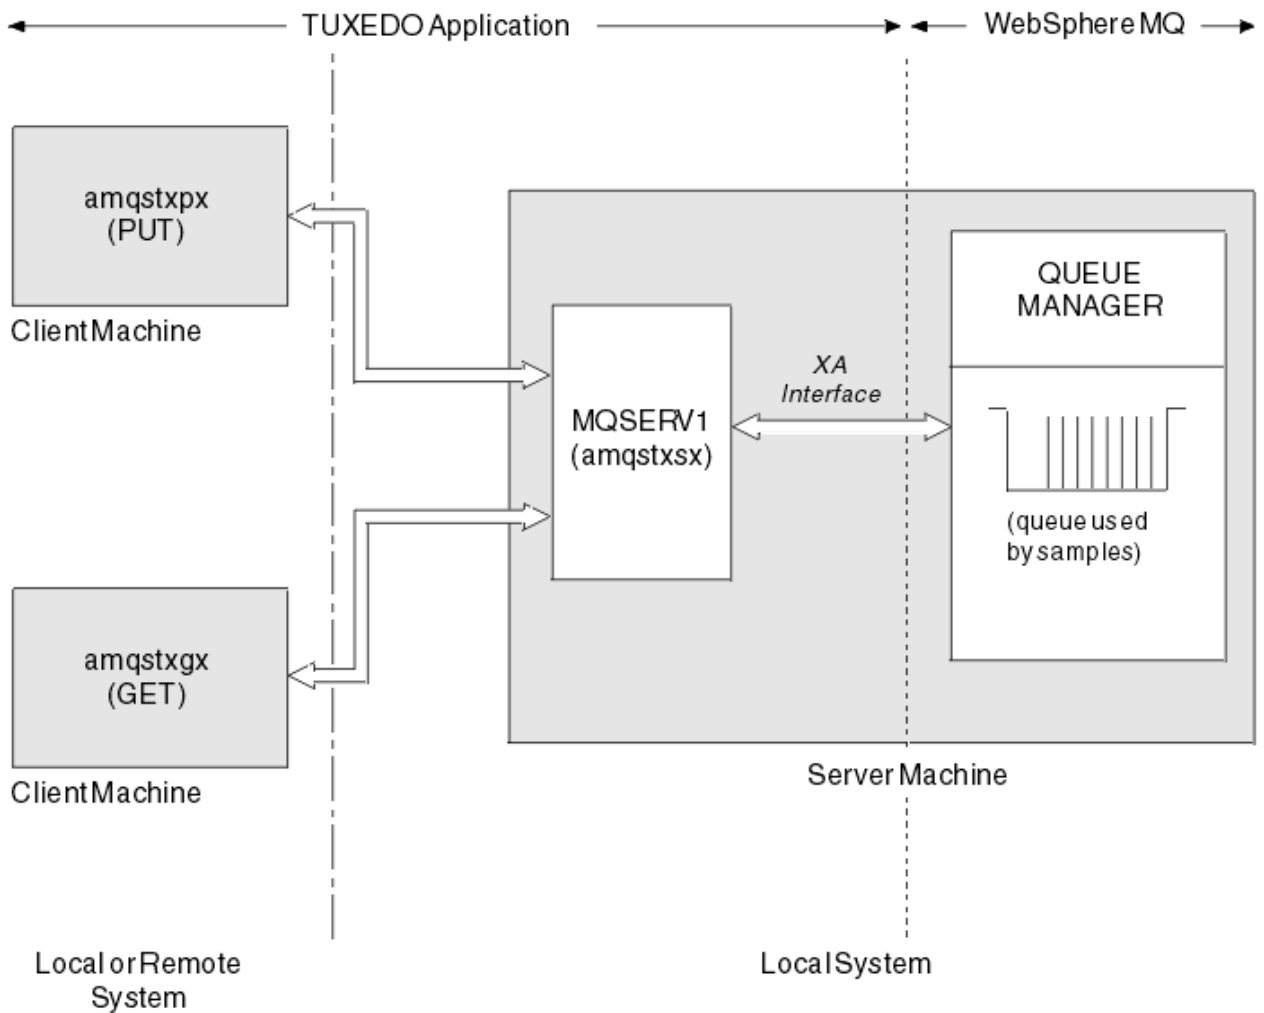 TUXEDO Application
WebSphere MQ
amqstxpx
(PUT)
Client Machine
QUEUE
MANAGER
XA
Interface
MQSERV1
(amqstxsx)
(queue used
by samples)
amqstxgx
(GET)
Client Machine
Server Machine
Local or Remote
System
Local System